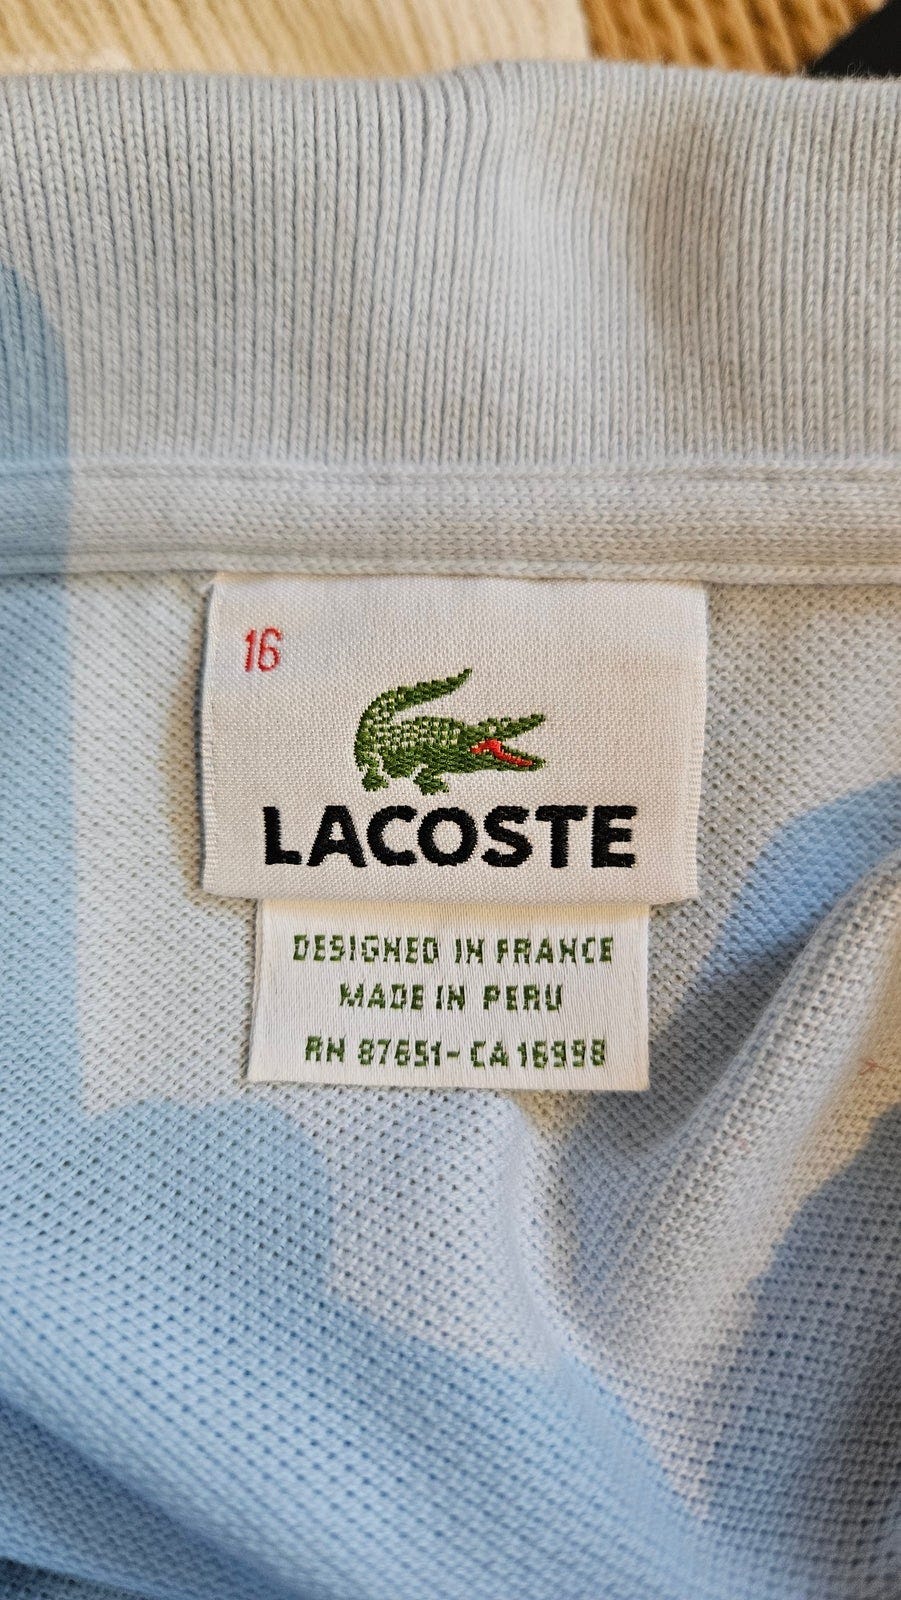 16
LACOSTE
DESIGNED IN FRANCE
MADE IN PERU
RN 87651 - CA 16998